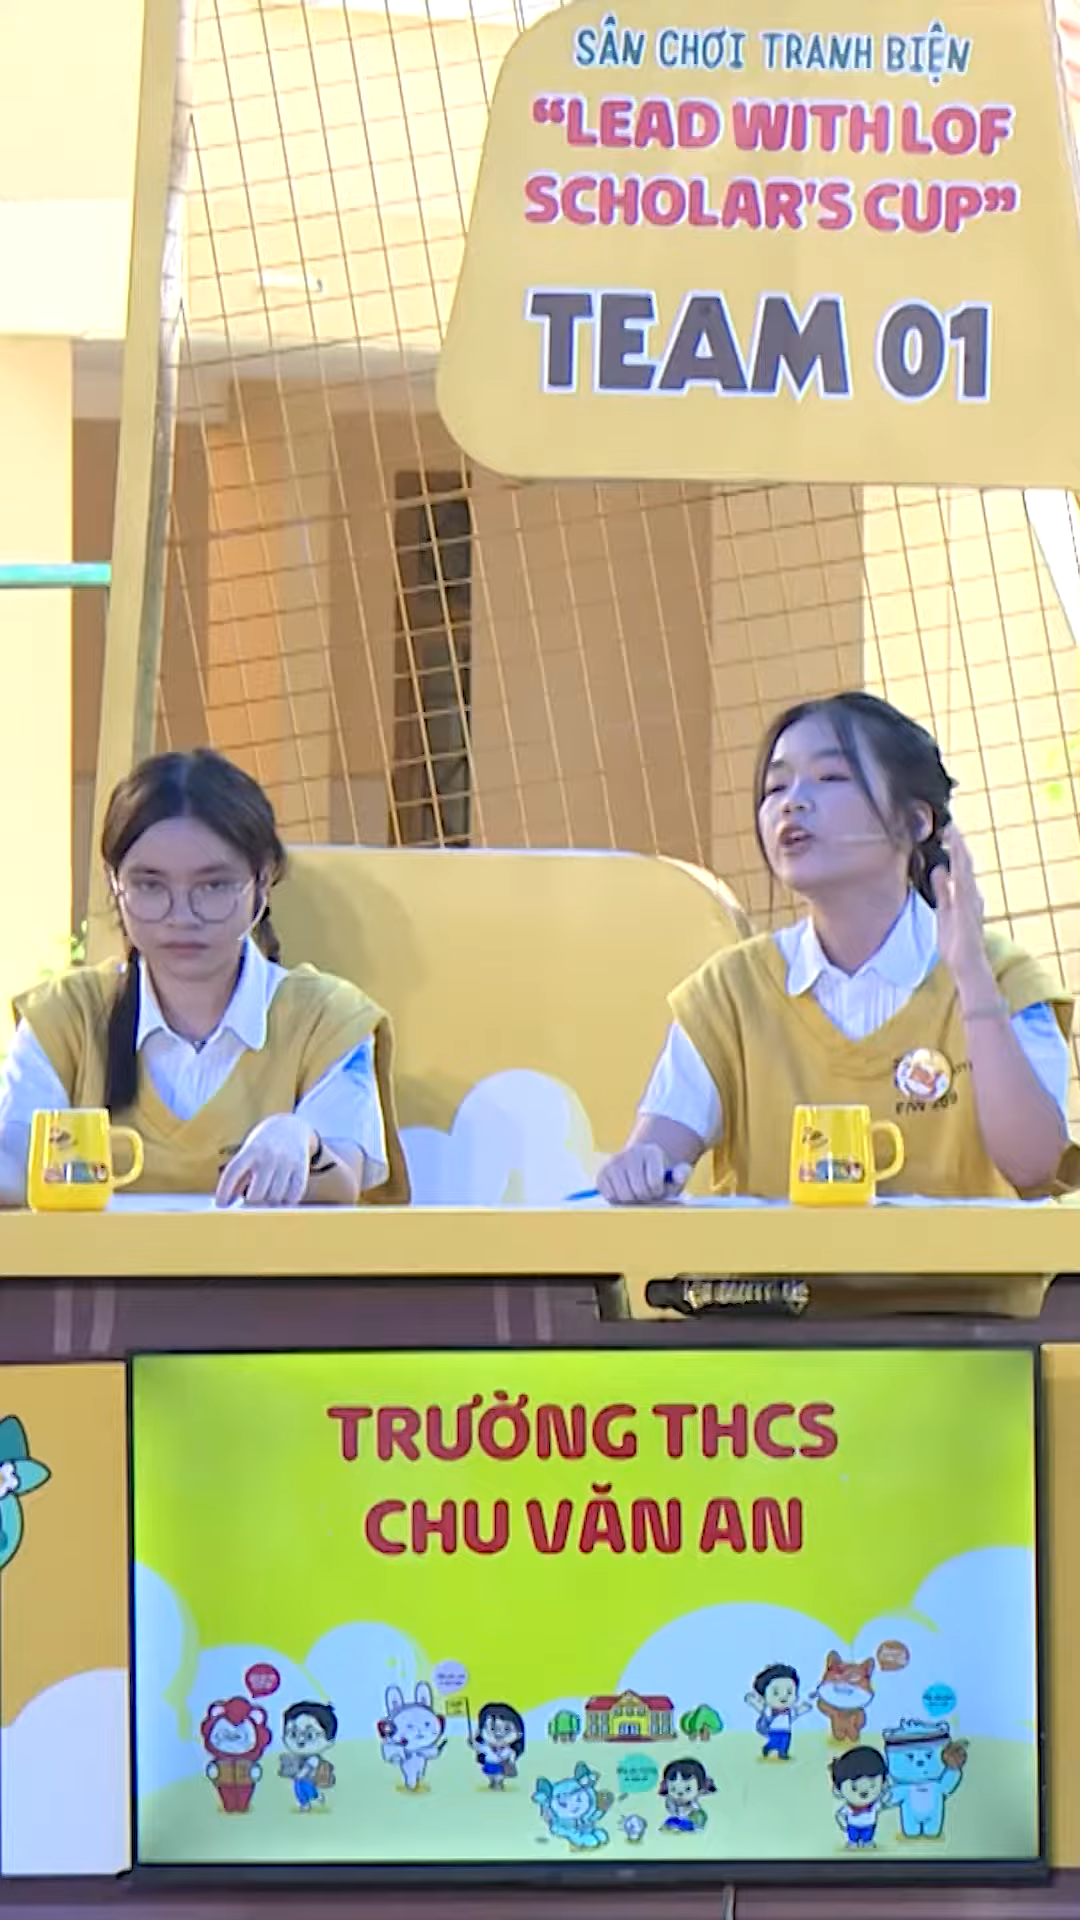 SÂN CHƠI TRANH BIỆN
“LEAD WITH LOF
SCHOLAR'S CUP”
TEAM 01
TRƯỜNG THCS
CHU VĂN AN